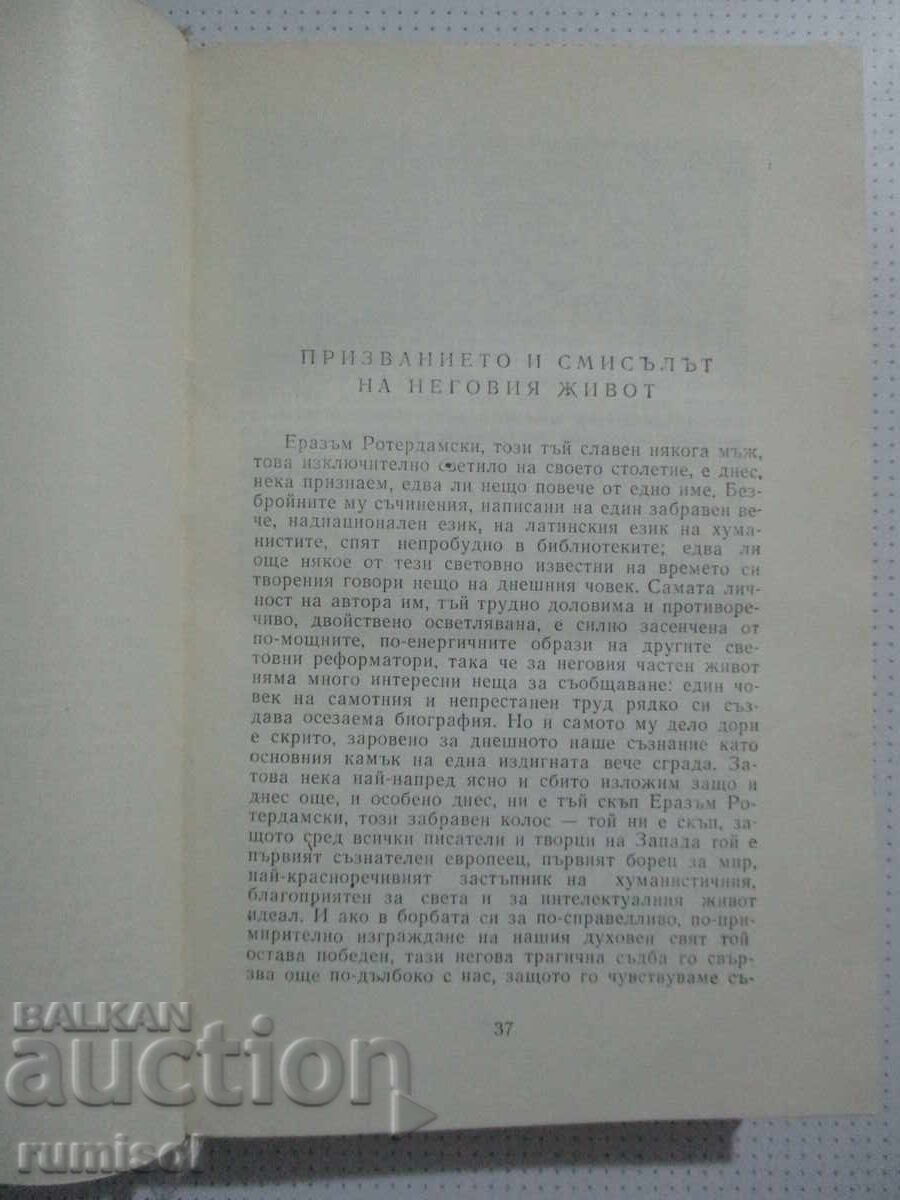 ПРИЗВАНИЕТО И СМИСЪЛЪТ
НА НЕГОВИЯ ЖИВОТ
Еразъм Ротердамски, този тъй славен някога мъж,
това изключително светило на своето столетие, е днес,
нека признаем, едва ли нещо повече от едно име. Без-
бройните му съчинения, написани на един забравен ве-
че, наднационален език, на латинския език на хума-
нистите, спят непробудно в библиотеките; едва ли
още някое от тези световно известни на времето си
творения говори нещо на днешния човек. Самата лич-
ност на автора им, тъй трудно доловима и противоре-
чиво, двойствено осветлявана, е силно засенчена от
по-мощните, по-енергичните образи на другите све-
товни реформатори, така че за неговия частен живот
няма много интересни неща за съобщаване: един чо-
век на самотния и непрестанен труд рядко си съз-
дава осезаема биография. Но и самото му дело дори
е скрито, заровено за днешното наше съзнание като
основния камък на една издигната вече сграда. За-
това нека най-напред ясно и сбито изложим защо и
днес още, и особено днес, ни е тъй скъп Еразъм Ро-
тердамски, този забравен колос — той ни е скъп, за-
щото сред всички писатели и творци на Запада той е
първият съзнателен европеец, първият борец за мир,
най-красноречивият застъпник на хуманистичния,
благоприятен за света и за интелектуалния живот
идеал. И ако в борбата си за по-справедливо, по-при-
мирително изграждане на нашия духовен свят той
остава победен, тази негова трагична съдба го свър-
зва още по-дълбоко с нас, защото го чувствуваме съ-
37
BALKAN
auction
rumisol